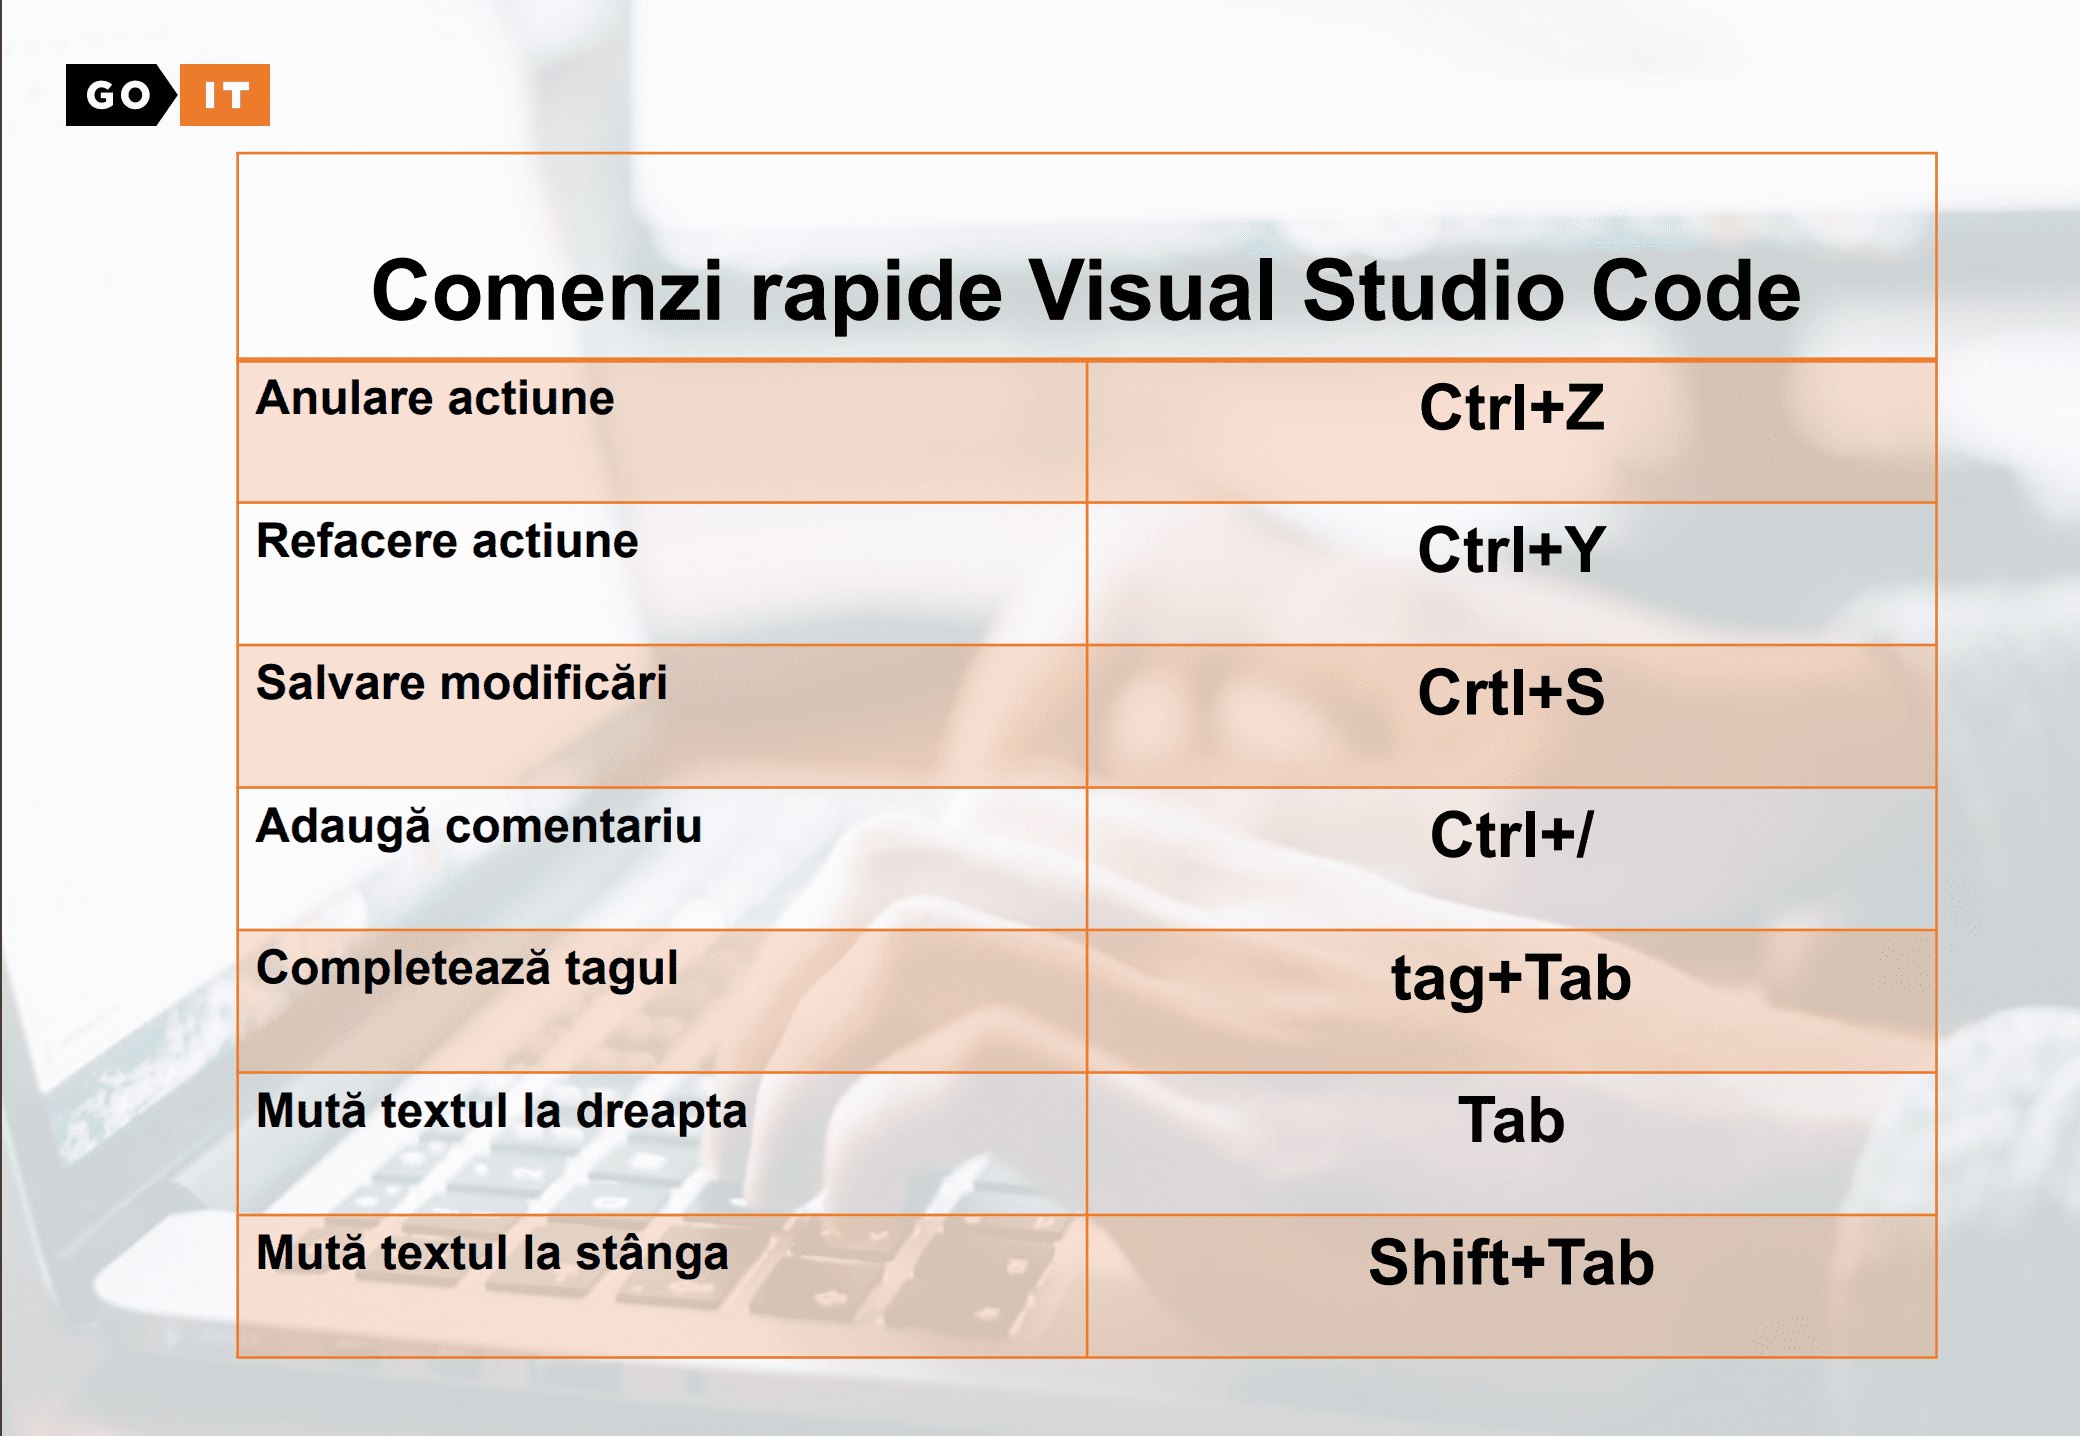 GO IT
Comenzi rapide Visual Studio Code
Anulare actiune Ctrl+Z
Refacere actiune Ctrl+Y
Salvare modificări Crtl+S
Adaugă comentariu Ctrl+/
Completează tagul tag+Tab
Mută textul la dreapta Tab
Mută textul la stânga Shift+Tab